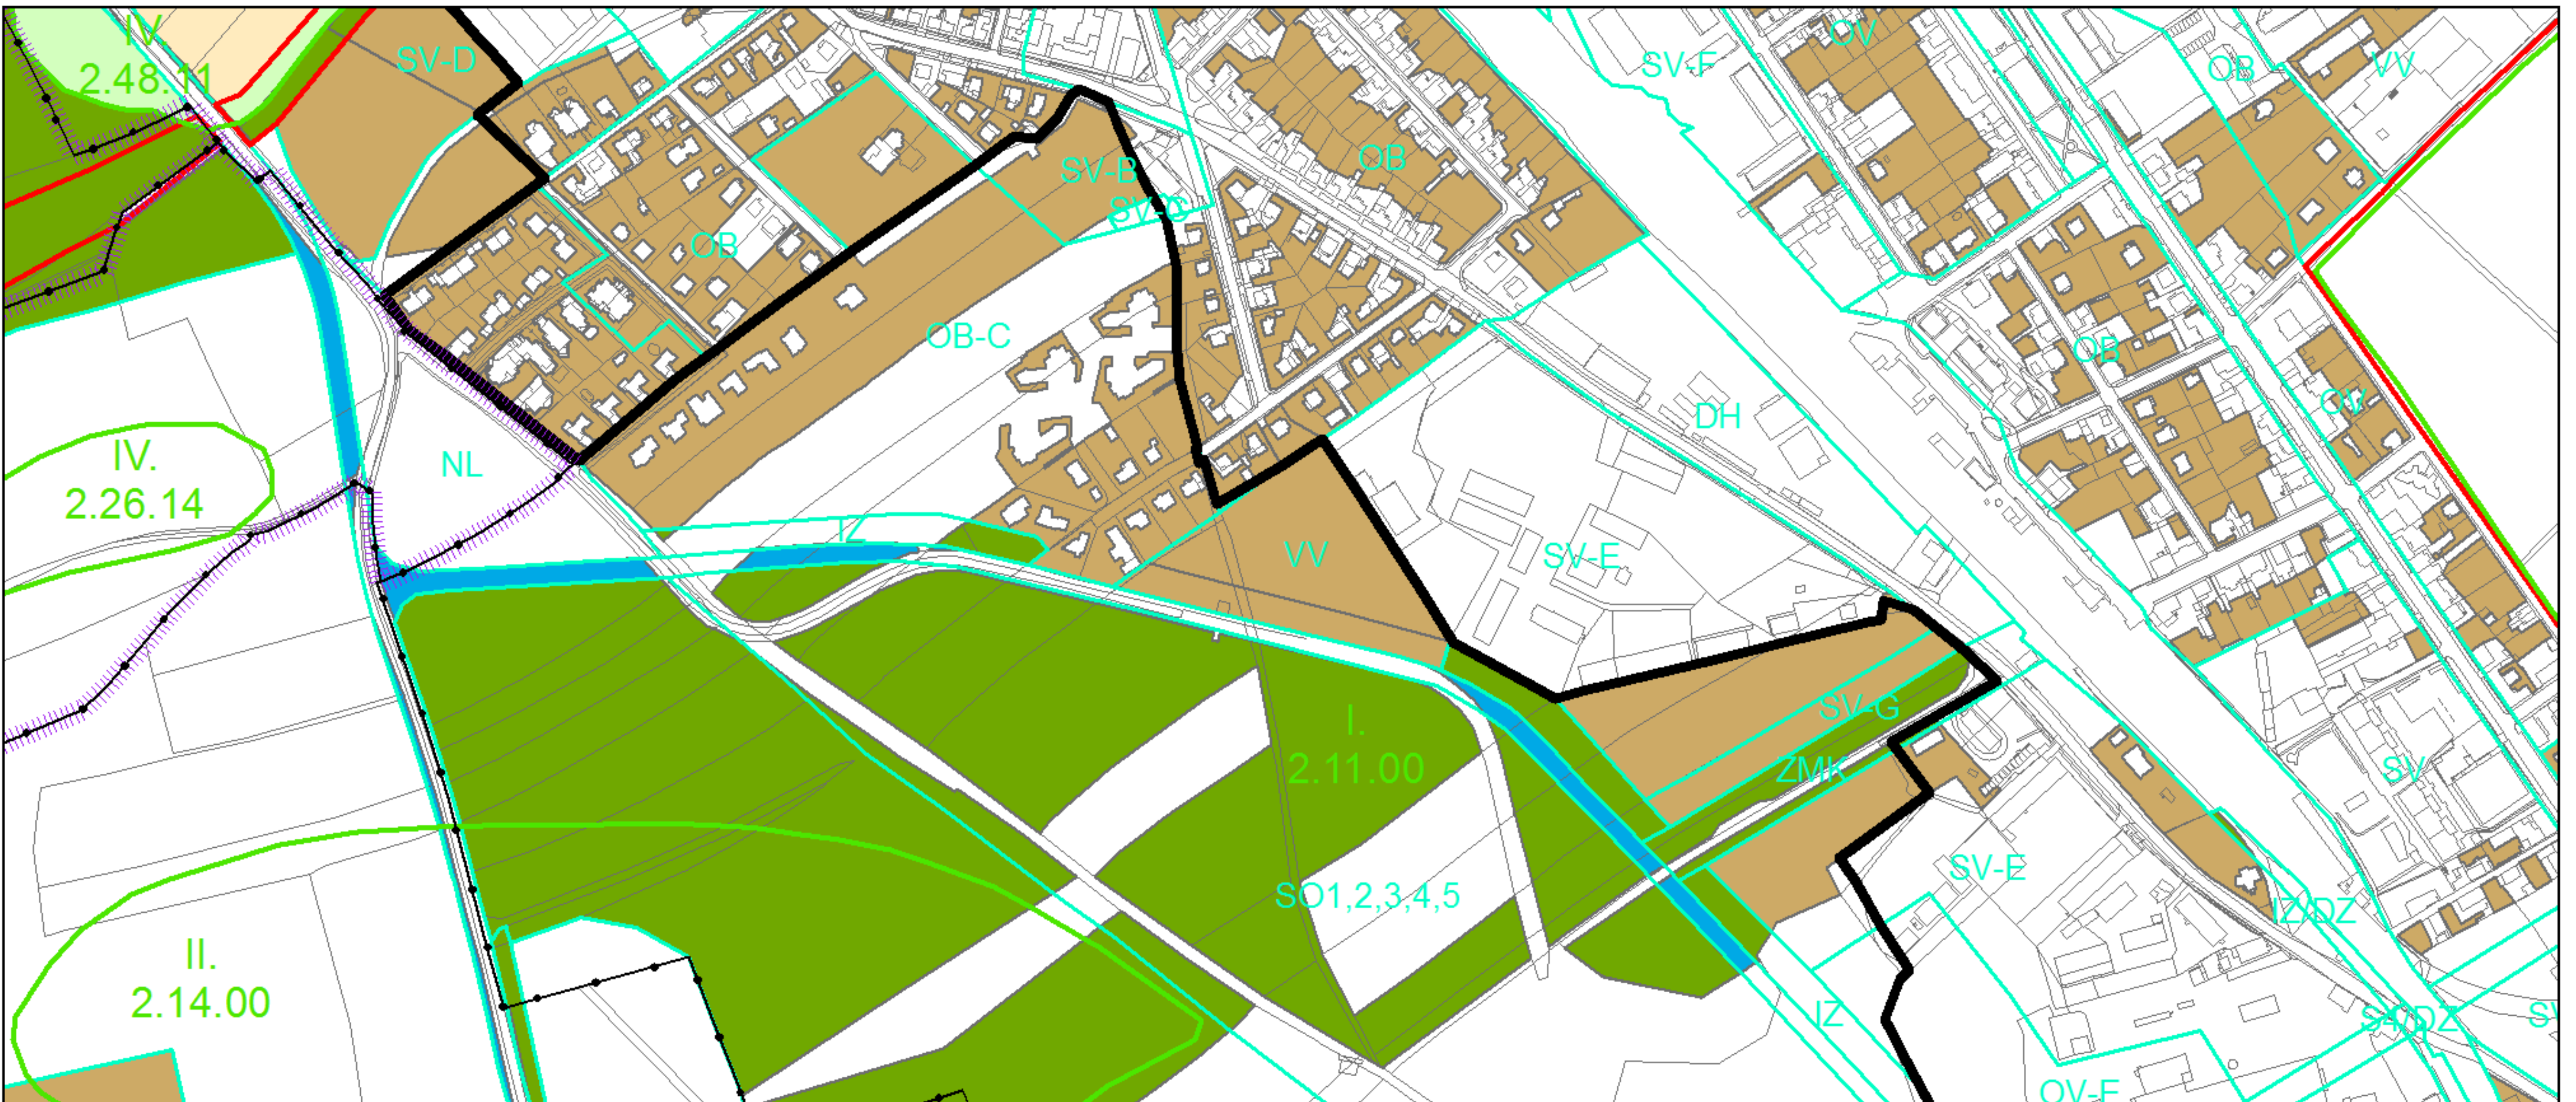 IV.
2.48.11
SV-D
SV-F
OV
OB
VV
SV-B
SV-C
OB
OB
OB-C
OB
OV
DH
IV.
2.26.14
NL
IZ
VV
SV-E
I.
2.11.00
SV-G
ZMK
SV
SO1,2,3,4,5
SV-E
IZ/DZ
II.
2.14.00
IZ
S4/DZ
OV-F